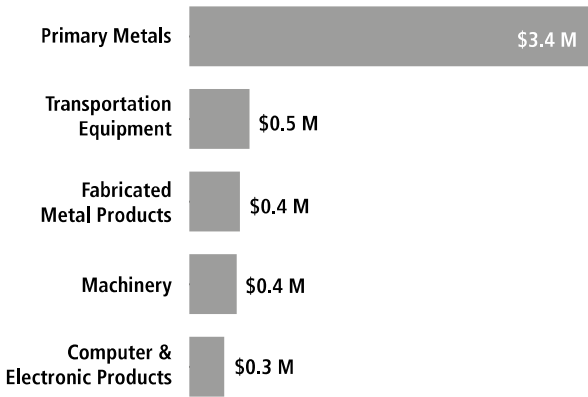 Primary Metals
$3.4 M
Transportation
Equipment
$0.5 M
Fabricated
Metal Products
$0.4 M
Machinery
$0.4 M
Computer &
Electronic Products
$0.3 M